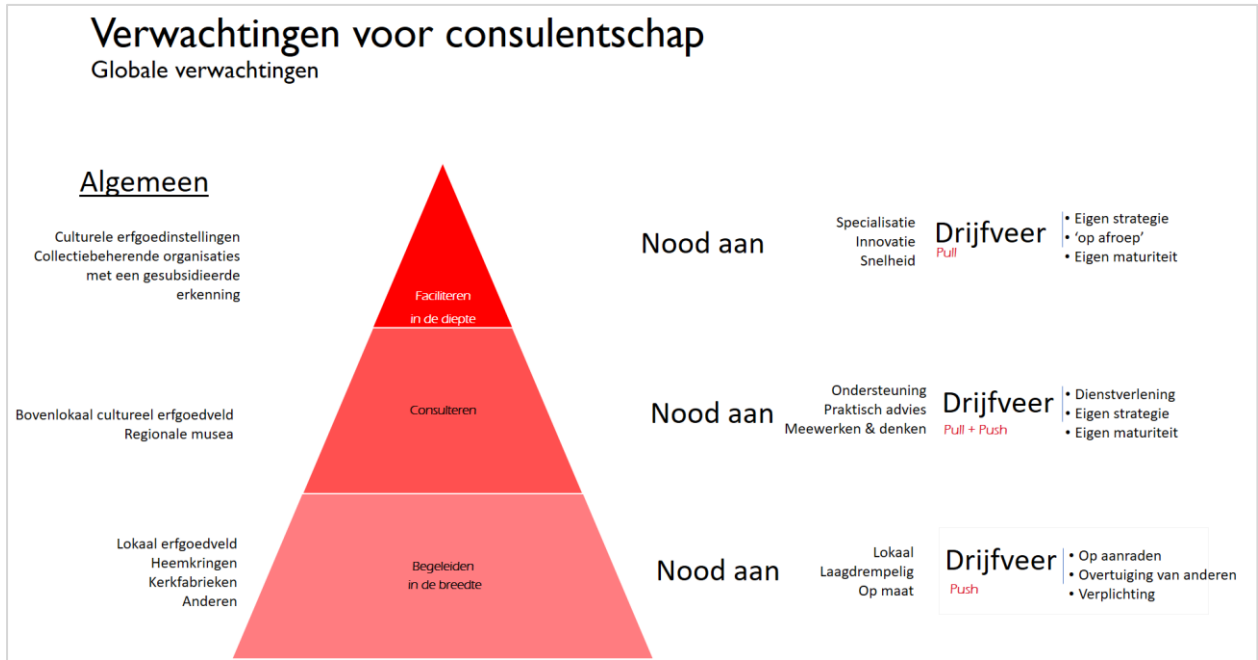 Verwachtingen voor consulentschap
Globale verwachtingen
Algemeen
Culturele erfgoedinstellingen
Collectiebeherende organisaties
met een gesubsidieerde
erkenning
Faciliteren
in de diepte
Nood aan
Specialisatie
Innovatie
Snelheid
Drijfveer
Pull
• Eigen strategie
• ‘op afroep’
• Eigen maturiteit
Bovenlokaal cultureel erfgoedveld
Regionale musea
Consulteren
Nood aan
Ondersteuning
Praktisch advies
Meewerken & denken
Drijfveer
Pull + Push
• Dienstverlening
• Eigen strategie
• Eigen maturiteit
Lokaal erfgoedveld
Heemkringen
Kerkfabrieken
Anderen
Begeleiden
in de breedte
Nood aan
Lokaal
Laagdrempelig
Op maat
Drijfveer
Push
• Op aanraden
• Overtuiging van anderen
• Verplichting